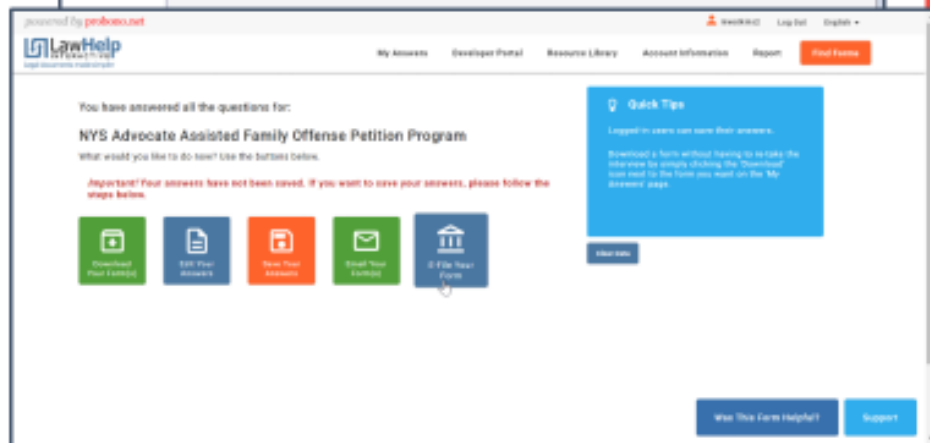 powered by probono.net
Log Out English
LawHelp
INTERACTIVE
Legal documents made simple
My Answers Developer Portal Resource Library Account Information Report Find Forms
You have answered all the questions for:
NYS Advocate Assisted Family Offense Petition Program
What would you like to do now? Use the buttons below.
Important! Your answers have not been saved. If you want to save your answers, please follow the
steps below.
Download
Your Form(s)
Edit Your
Answers
Save Your
Answers
Email Your
Form(s)
E-File Your
Form
Quick Tips
Logged-in users can save their answers.
Download a form without having to re-take the
interview by simply clicking the 'Download'
icon next to the form you want on the 'My
Answers' page.
Was This Form Helpful?
Support